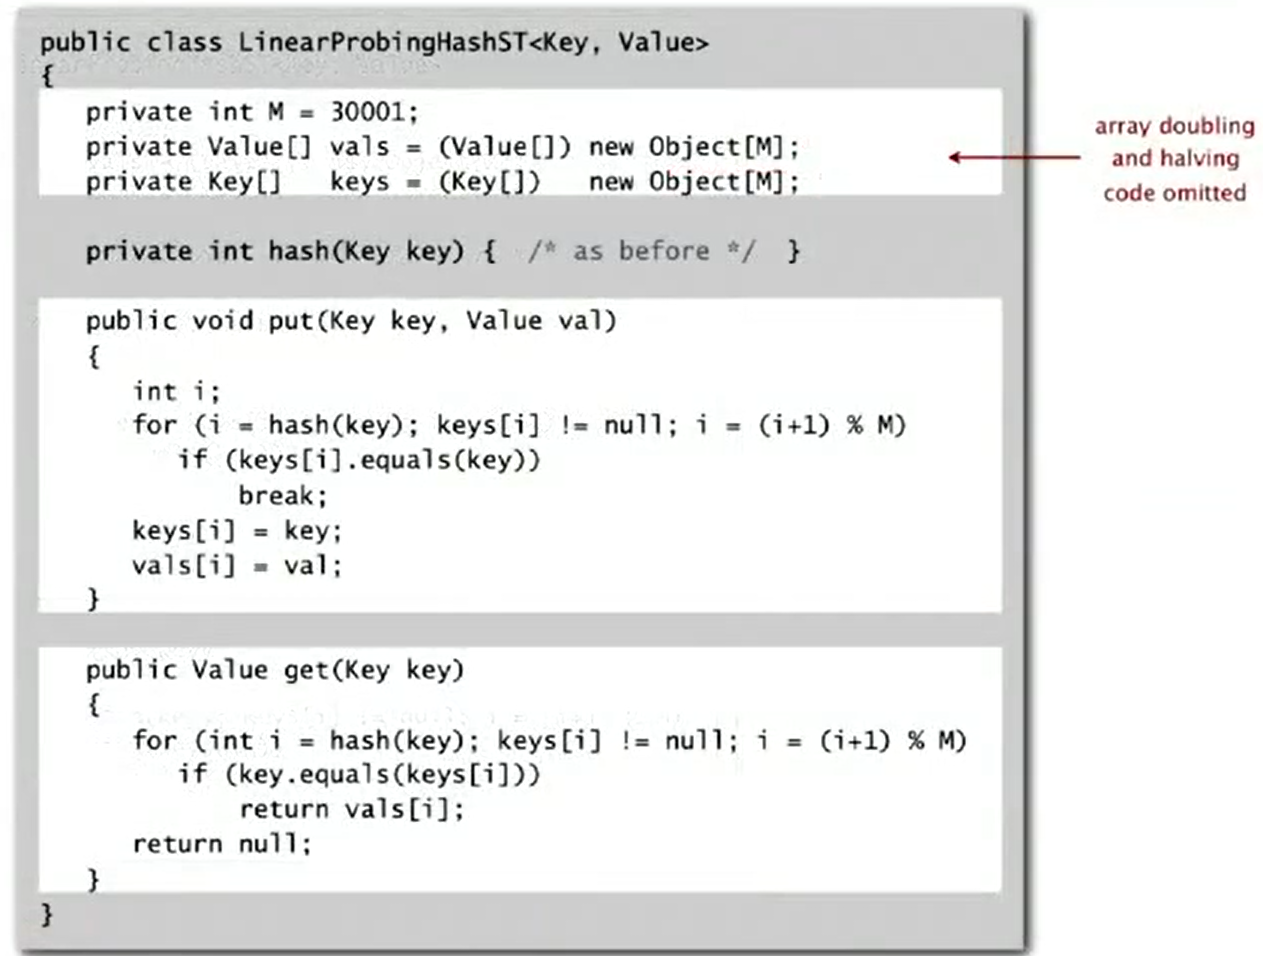 public class LinearProbingHashST<Key, Value>
{
   private int M = 30001;
   private Value[] vals = (Value[]) new Object[M];
   private Key[]   keys = (Key[])   new Object[M];
array doubling
and halving
code omitted
   private int hash(Key key) {  /* as before */  }
   public void put(Key key, Value val)
   {
      int i;
      for (i = hash(key); keys[i] != null; i = (i+1) % M)
         if (keys[i].equals(key))
             break;
      keys[i] = key;
      vals[i] = val;
   }
   public Value get(Key key)
   {
      for (int i = hash(key); keys[i] != null; i = (i+1) % M)
         if (key.equals(keys[i]))
             return vals[i];
      return null;
   }
}